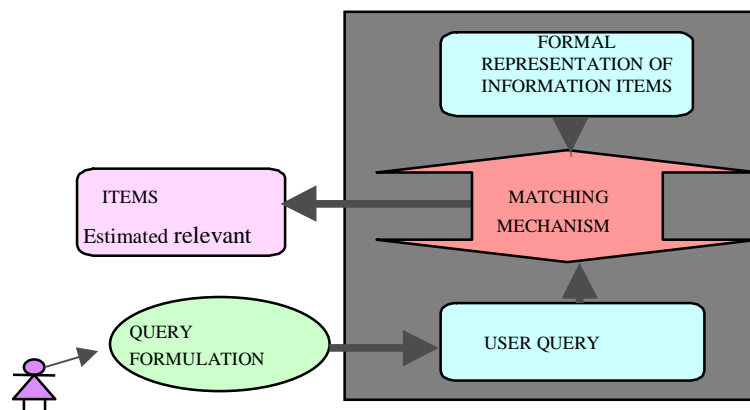 FORMAL
REPRESENTATION OF
INFORMATION ITEMS
ITEMS
Estimated relevant
MATCHING
MECHANISM
QUERY
FORMULATION
USER QUERY